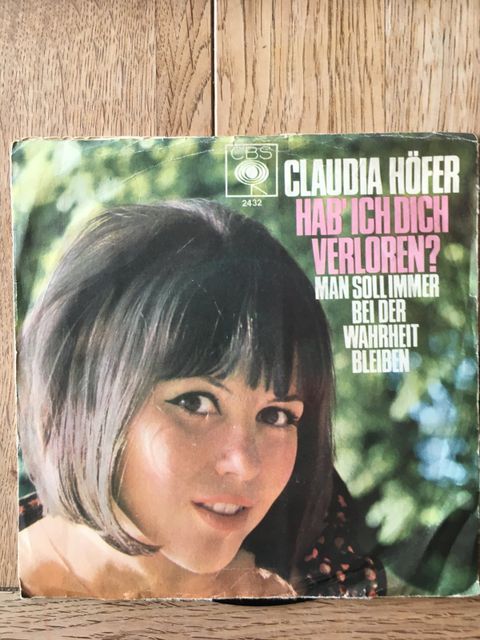 CBS
2432
CLAUDIA HÖFER
HAB' ICH DICH
VERLOREN?
MAN SOLL IMMER
BEI DER
WAHRHEIT
BLEIBEN